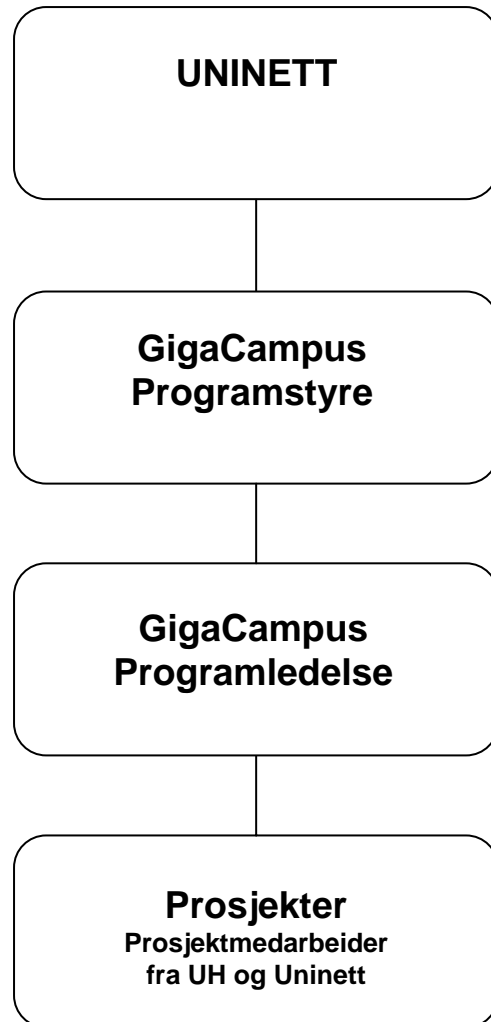 UNINETT
GigaCampus
Programstyre
GigaCampus
Programledelse
Prosjekter
Prosjektmedarbeider
fra UH og Uninett